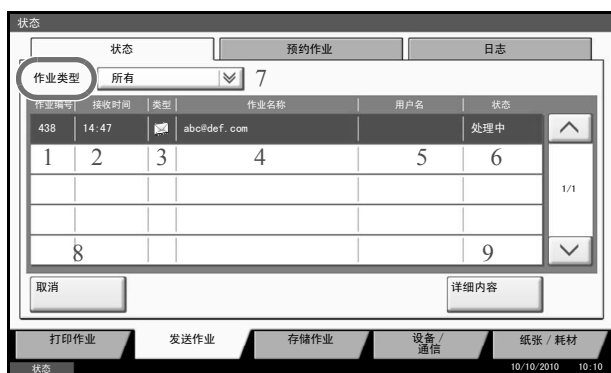 状态
状态 预约作业 日志
作业类型 所有 7
作业编号 接收时间 类型 作业名称 用户名 状态
438 14:47 abc@def.com 处理中
1 2 3 4 5 6
1/1
8 9
取消 详细内容
打印作业 发送作业 存储作业 设备/ 纸张 / 耗材
通信
状态 10/10/2010 10:10